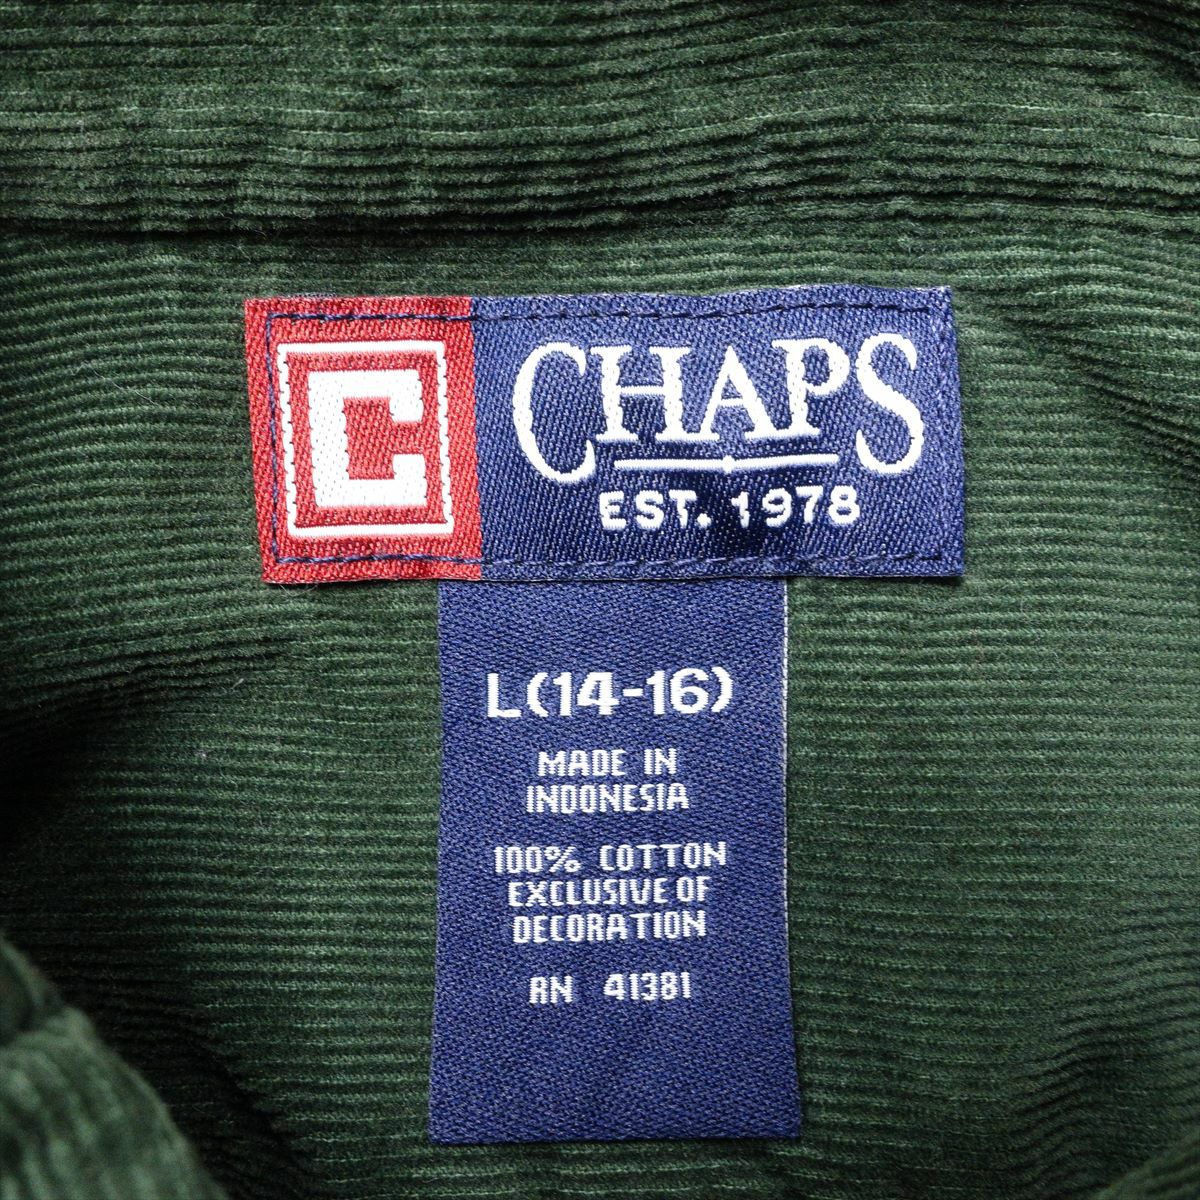 C CHAPS
EST. 1978
L(14-16)
MADE IN
INDONESIA
100% COTTON
EXCLUSIVE OF
DECORATION
RN 41381